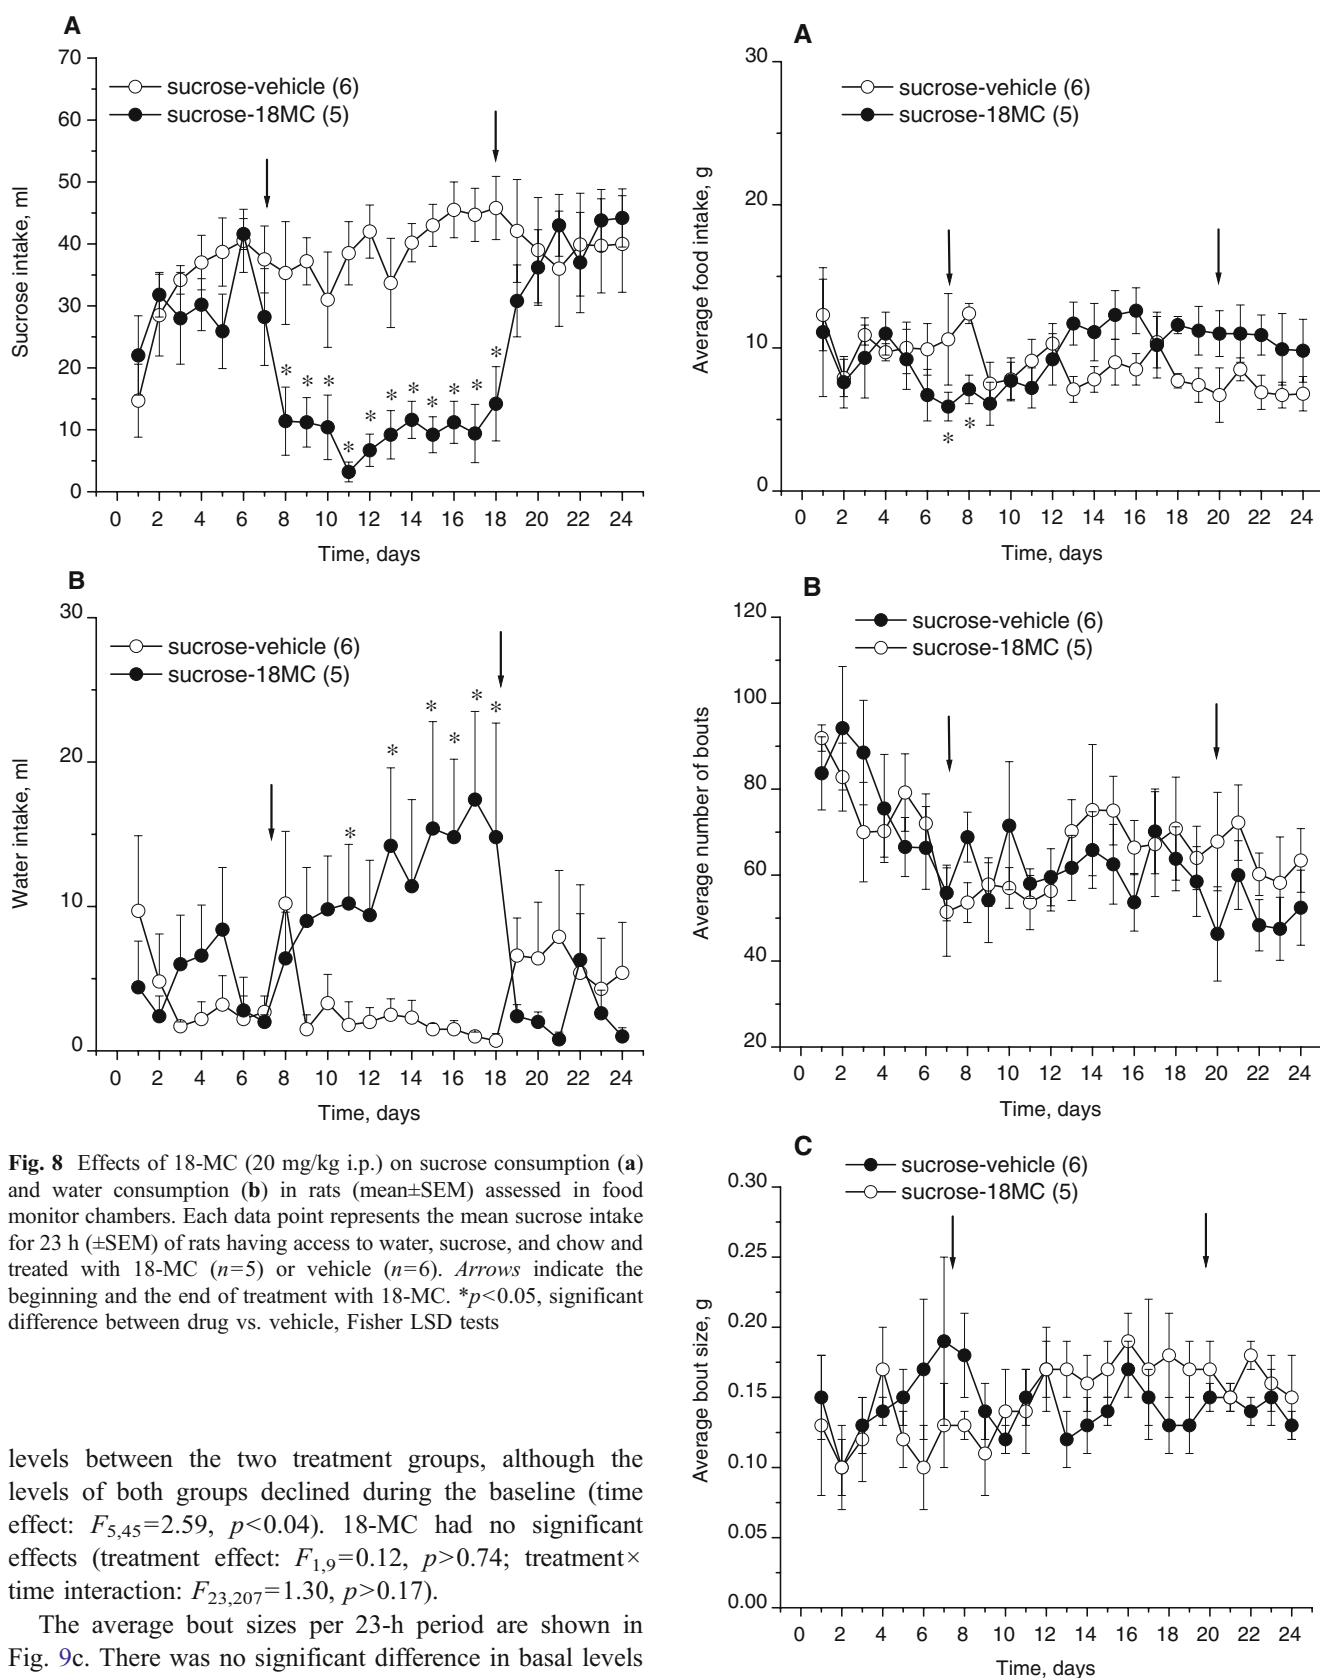 A
70
60
50
40
30
20
10
0
Sucrose intake, ml
sucrose-vehicle (6)
sucrose-18MC (5)
* * * * * * * * * * *
0 2 4 6 8 10 12 14 16 18 20 22 24
Time, days
B
30
20
10
0
Water intake, ml
sucrose-vehicle (6)
sucrose-18MC (5)
* * * * * *
0 2 4 6 8 10 12 14 16 18 20 22 24
Time, days
Fig. 8 Effects of 18-MC (20 mg/kg i.p.) on sucrose consumption (a)
and water consumption (b) in rats (mean±SEM) assessed in food
monitor chambers. Each data point represents the mean sucrose intake
for 23 h (±SEM) of rats having access to water, sucrose, and chow and
treated with 18-MC (n=5) or vehicle (n=6). Arrows indicate the
beginning and the end of treatment with 18-MC. *p<0.05, significant
difference between drug vs. vehicle, Fisher LSD tests
levels between the two treatment groups, although the
levels of both groups declined during the baseline (time
effect: F5,45=2.59, p<0.04). 18-MC had no significant
effects (treatment effect: F1,9=0.12, p>0.74; treatment×
time interaction: F23,207=1.30, p>0.17).
The average bout sizes per 23-h period are shown in
Fig. 9c. There was no significant difference in basal levels
A
30
20
10
0
Average food intake, g
sucrose-vehicle (6)
sucrose-18MC (5)
* *
0 2 4 6 8 10 12 14 16 18 20 22 24
Time, days
B
120
100
80
60
40
20
Average number of bouts
sucrose-vehicle (6)
sucrose-18MC (5)
0 2 4 6 8 10 12 14 16 18 20 22 24
Time, days
C
0.30
0.25
0.20
0.15
0.10
0.05
0.00
Average bout size, g
sucrose-vehicle (6)
sucrose-18MC (5)
0 2 4 6 8 10 12 14 16 18 20 22 24
Time, days